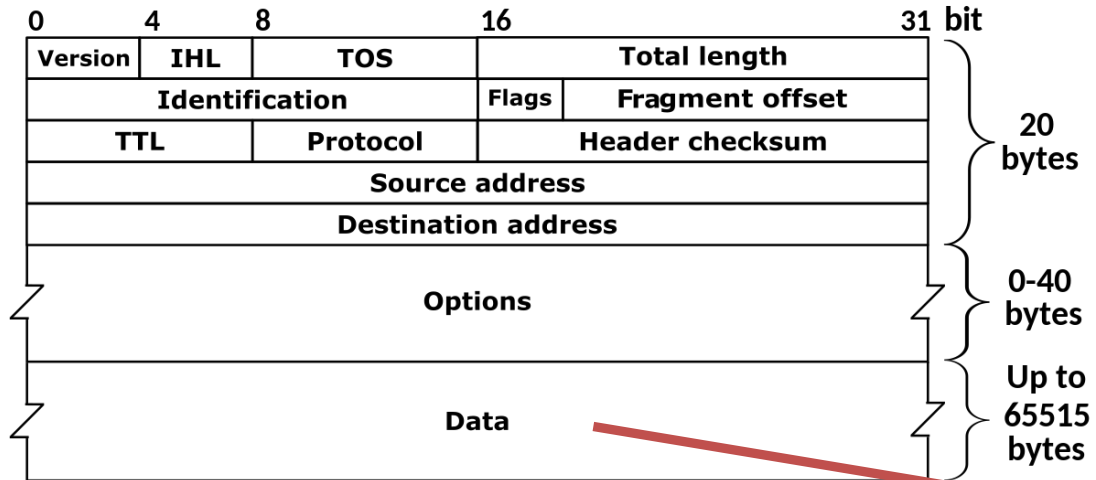 0 4 8 16 31 bit
Version IHL TOS Total length
Identification Flags Fragment offset
20
bytes
TTL Protocol Header checksum
Source address
Destination address
Options
0-40
bytes
Data
Up to
65515
bytes